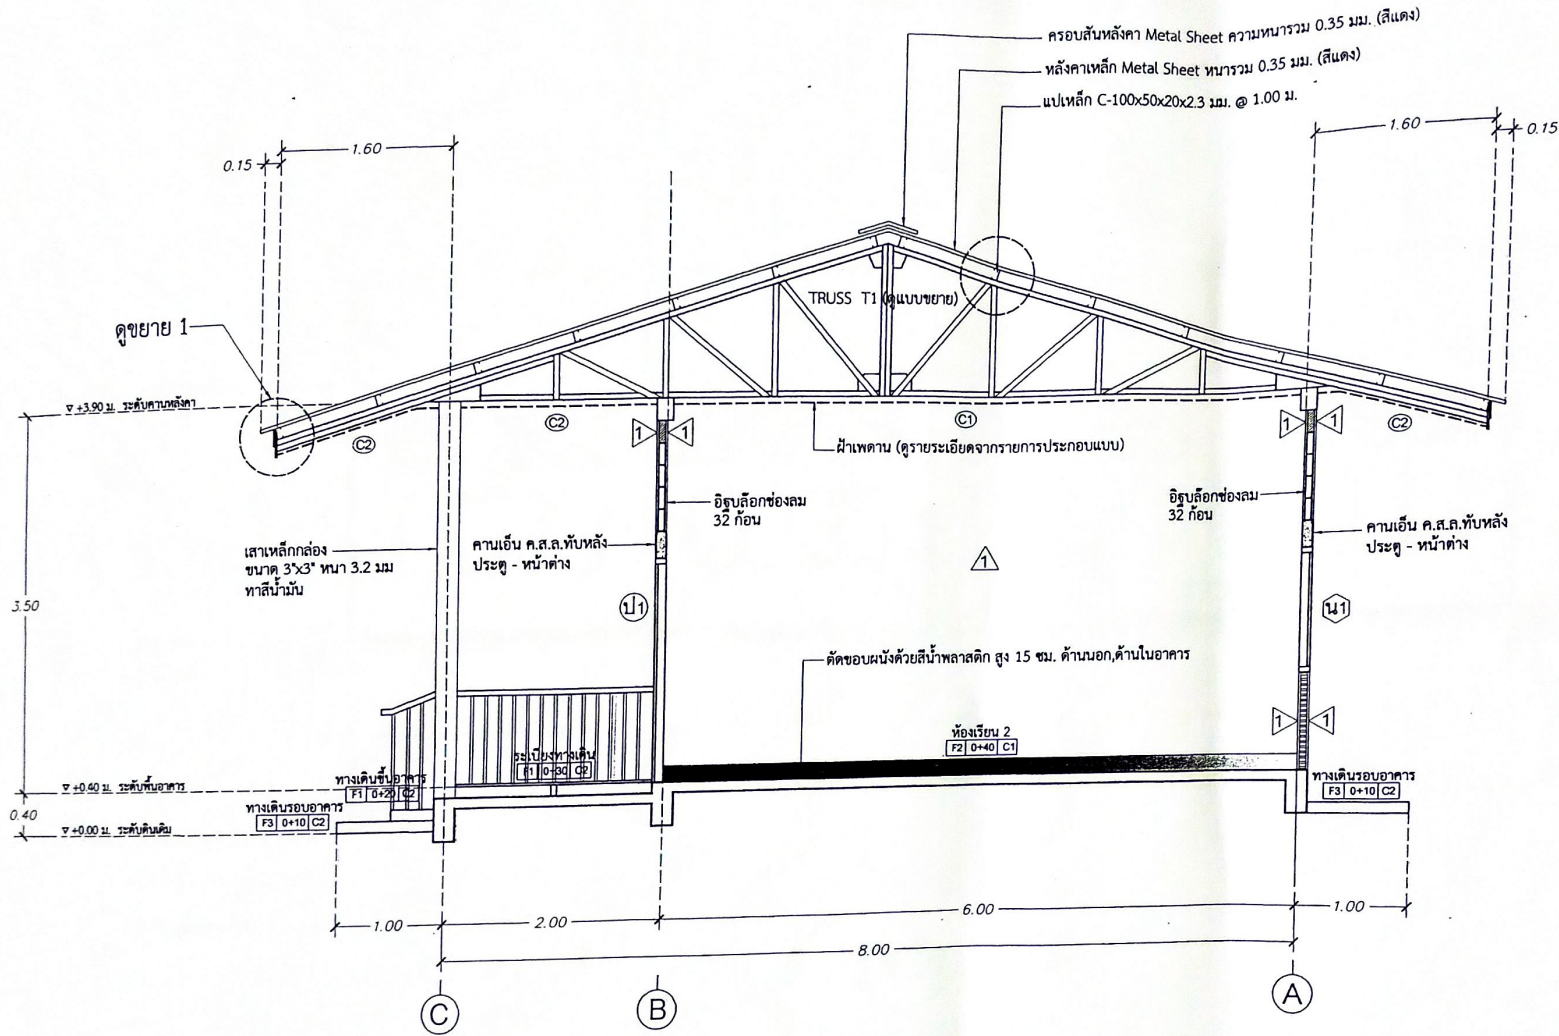 ครอบสันหลังคา Metal Sheet ความหนารวม 0.35 มม. (สีแดง)
หลังคาเหล็ก Metal Sheet หนารวม 0.35 มม. (สีแดง)
แปเหล็ก C-100x50x20x2.3 มม. @ 1.00 ม.
0.15
1.60
1.60
0.15
ดูขยาย 1
TRUSS T1 (ดูแบบขยาย)
▽ +3.90 ม. ระดับคานหลังคา
C2
C2
1
1
C1
1
1
C2
ฝ้าเพดาน (ดูรายระเอียดจากรายการประกอบแบบ)
อิฐบล๊อกช่องลม
32 ก้อน
อิฐบล๊อกช่องลม
32 ก้อน
เสาเหล็กกล่อง
ขนาด 3"x3" หนา 3.2 มม
ทาสีน้ำมัน
คานเอ็น ค.ส.ล.ทับหลัง
ประตู - หน้าต่าง
คานเอ็น ค.ส.ล.ทับหลัง
ประตู - หน้าต่าง
1
3.50
ป1
น1
ตัดขอบผนังด้วยสีน้ำพลาสติก สูง 15 ซม. ด้านนอก,ด้านในอาคาร
1
1
ห้องเรียน 2
F2 0+40 C1
ระเบียงทางเดิน
F1 0+30 C2
ทางเดินขึ้นอาคาร
F1 0+20 C2
▽ +0.40 ม. ระดับพื้นอาคาร
ทางเดินรอบอาคาร
F3 0+10 C2
ทางเดินรอบอาคาร
F3 0+10 C2
0.40
▽ +0.00 ม. ระดับดินเดิม
1.00
2.00
6.00
1.00
8.00
C
B
A